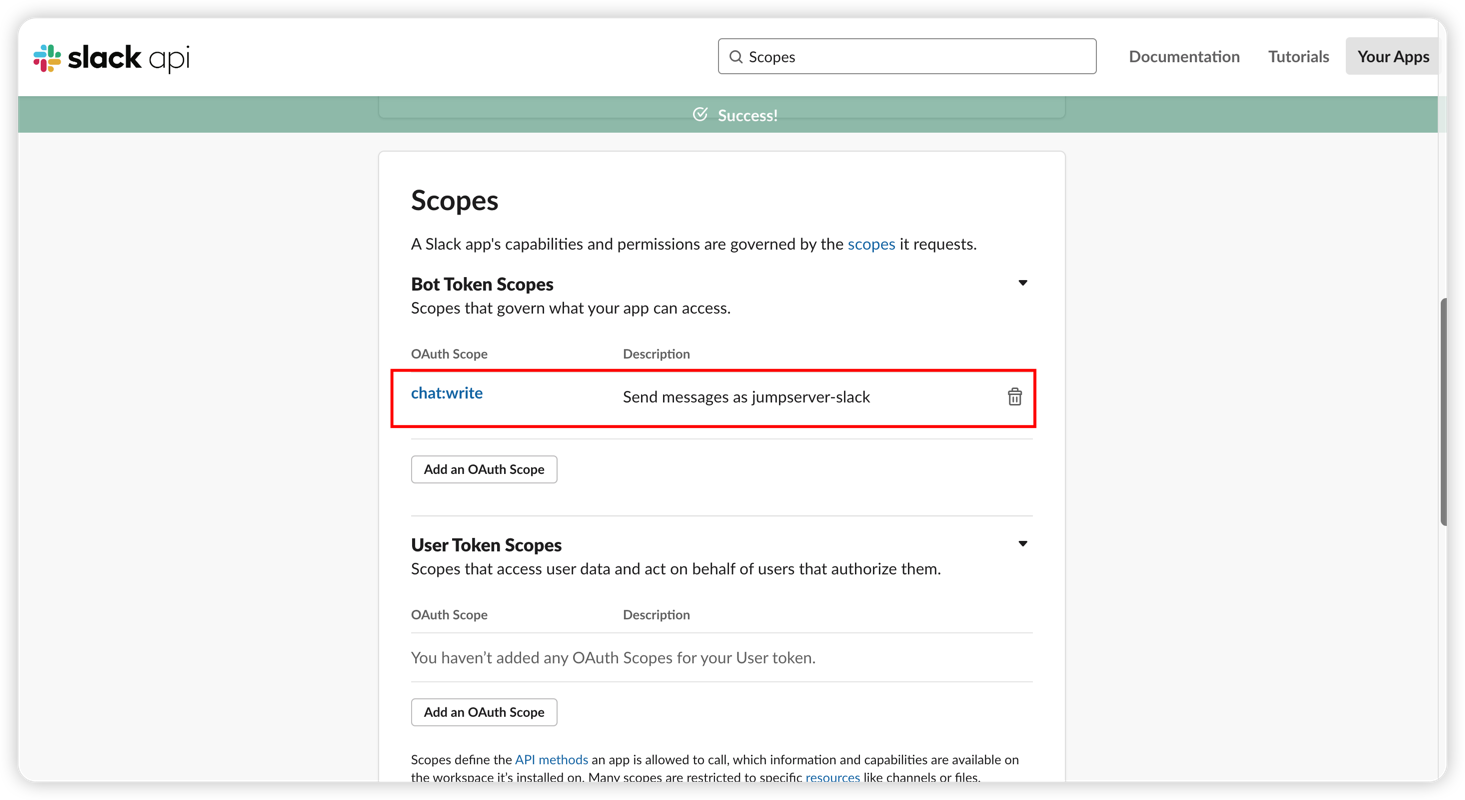 slack api
Scopes
Documentation
Tutorials
Your Apps
Success!
Scopes
A Slack app's capabilities and permissions are governed by the scopes it requests.
Bot Token Scopes
Scopes that govern what your app can access.
OAuth Scope
Description
chat:write
Send messages as jumpserver-slack
Add an OAuth Scope
User Token Scopes
Scopes that access user data and act on behalf of users that authorize them.
OAuth Scope
Description
You haven’t added any OAuth Scopes for your User token.
Add an OAuth Scope
Scopes define the API methods an app is allowed to call, which information and capabilities are available on
the workspace it’s installed on. Many scopes are restricted to specific resources like channels or files.